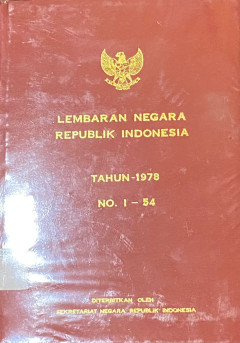 LEMBARAN NEGARA
REPUBLIK INDONESIA
TAHUN-1978
NO. 1 - 54
DITERBITKAN OLEH
SEKRETARIAT NEGARA REPUBLIK INDONESIA